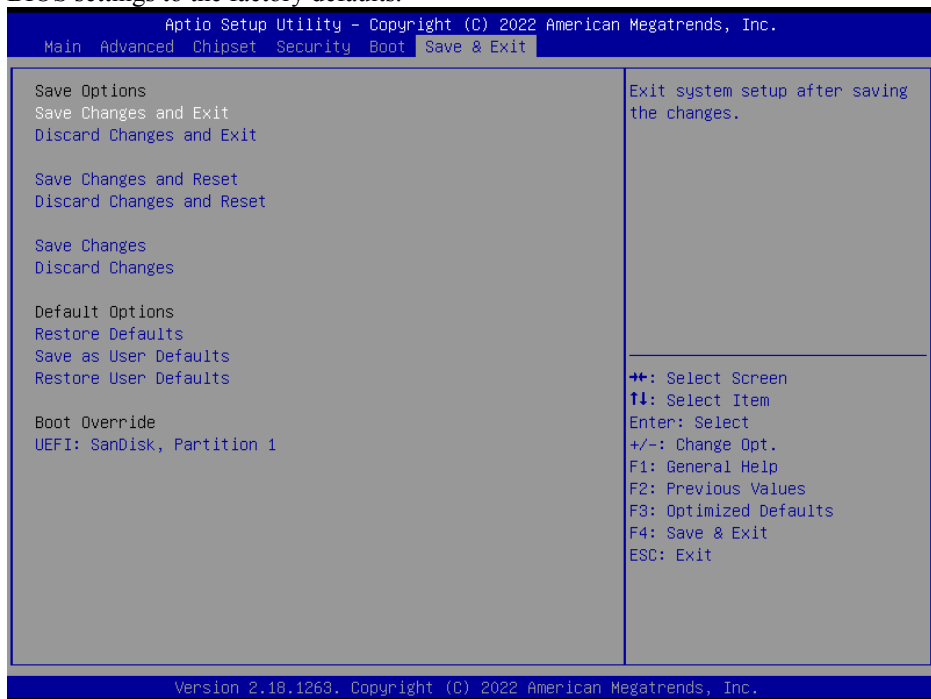 BIOS settings to the factory defaults.
Aptio Setup Utility – Copyright (C) 2022 American Megatrends, Inc.
Main Advanced Chipset Security Boot Save & Exit
Save Options
Save Changes and Exit
Discard Changes and Exit
Save Changes and Reset
Discard Changes and Reset
Save Changes
Discard Changes
Default Options
Restore Defaults
Save as User Defaults
Restore User Defaults
Boot Override
UEFI: SanDisk, Partition 1
Exit system setup after saving
the changes.
→←: Select Screen
↑↓: Select Item
Enter: Select
+/-: Change Opt.
F1: General Help
F2: Previous Values
F3: Optimized Defaults
F4: Save & Exit
ESC: Exit
Version 2.18.1263. Copyright (C) 2022 American Megatrends, Inc.